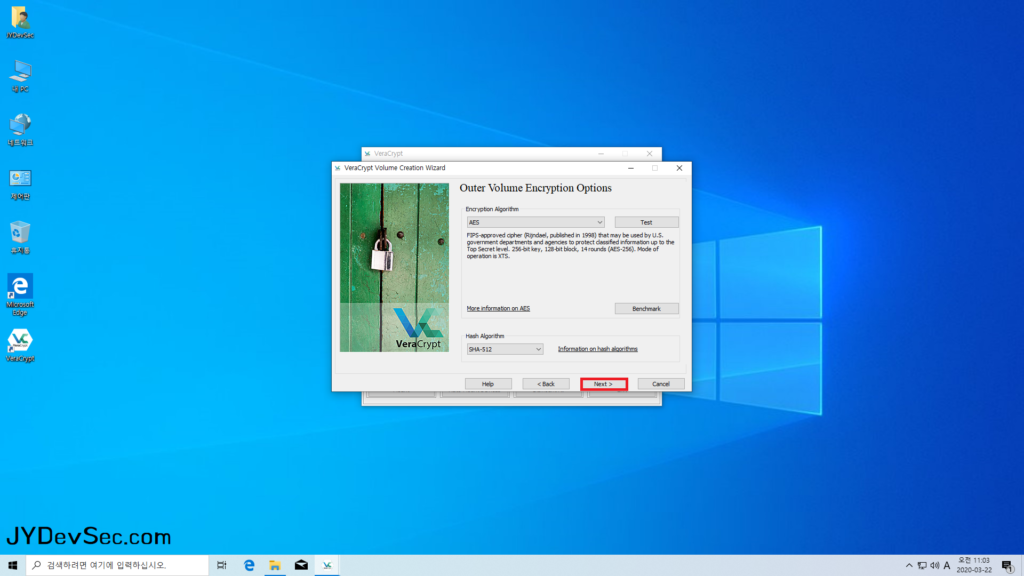 JYDevSec
내 PC
네트워크
제어판
휴지통
Microsoft
Edge
VeraCrypt
VeraCrypt
VeraCrypt Volume Creation Wizard
Outer Volume Encryption Options
Encryption Algorithm
AES
Test
FIPS-approved cipher (Rijndael, published in 1998) that may be used by U.S.
government departments and agencies to protect classified information up to the
Top Secret level. 256-bit key, 128-bit block, 14 rounds (AES-256). Mode of
operation is XTS.
More information on AES
Benchmark
VeraCrypt
Hash Algorithm
SHA-512
Information on hash algorithms
Help
< Back
Next >
Cancel
JYDevSec.com
검색하려면 여기에 입력하십시오.
A
오전 11:03
2020-03-22
1